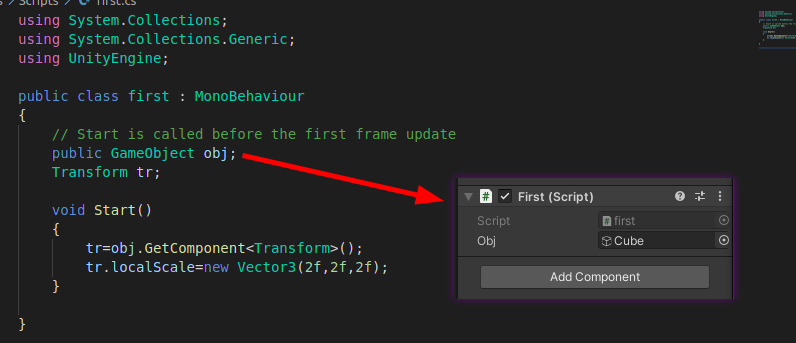 Scripts > first.cs
using System.Collections;
using System.Collections.Generic;
using UnityEngine;
public class first : MonoBehaviour
{
// Start is called before the first frame update
public GameObject obj;
Transform tr;
void Start()
{
tr=obj.GetComponent<Transform>();
tr.localScale=new Vector3(2f,2f,2f);
}
}
# First (Script)
Script # first
Obj Cube
Add Component